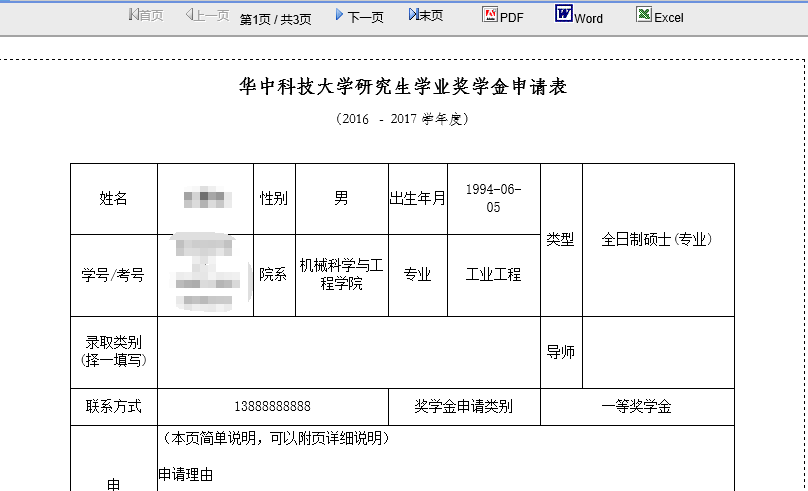 首页 上一页 第1页 / 共3页 下一页 末页 PDF Word Excel
华中科技大学研究生学业奖学金申请表
(2016 - 2017 学年度)
姓名 性别 男 出生年月 1994-06-
05
类型 全日制硕士(专业)
学号/考号 院系 机械科学与工
程学院
专业 工业工程
录取类别
(择一填写)
导师
联系方式 13888888888 奖学金申请类别 一等奖学金
(本页简单说明，可以附页详细说明)
申请理由
申